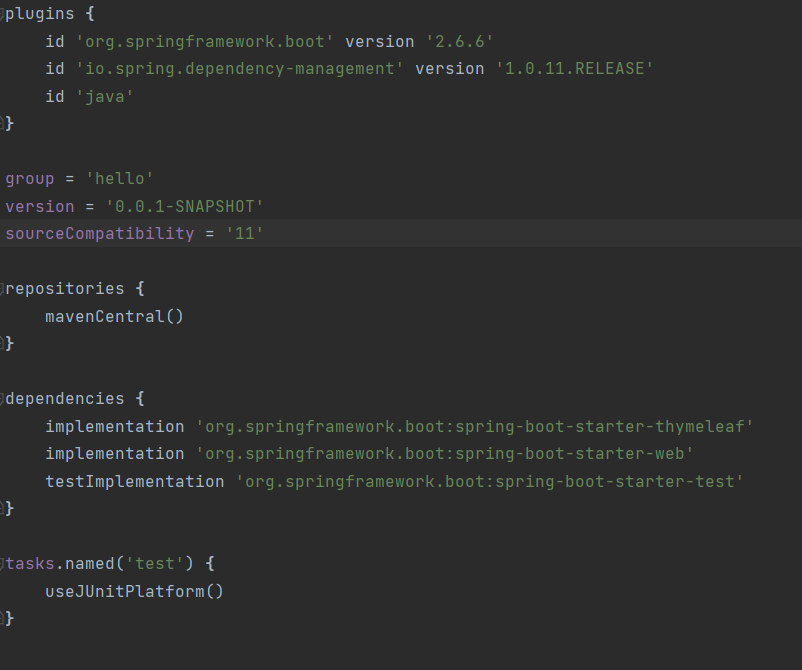 plugins {
    id 'org.springframework.boot' version '2.6.6'
    id 'io.spring.dependency-management' version '1.0.11.RELEASE'
    id 'java'
}
group = 'hello'
version = '0.0.1-SNAPSHOT'
sourceCompatibility = '11'
repositories {
    mavenCentral()
}
dependencies {
    implementation 'org.springframework.boot:spring-boot-starter-thymeleaf'
    implementation 'org.springframework.boot:spring-boot-starter-web'
    testImplementation 'org.springframework.boot:spring-boot-starter-test'
}
tasks.named('test') {
    useJUnitPlatform()
}